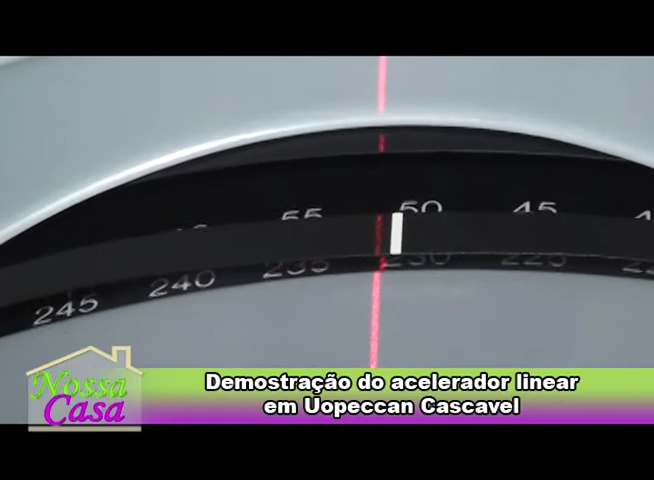 55 50 45
245 240 235 230 225
Nossa
Casa
Demostração do acelerador linear
em Uopeccan Cascavel